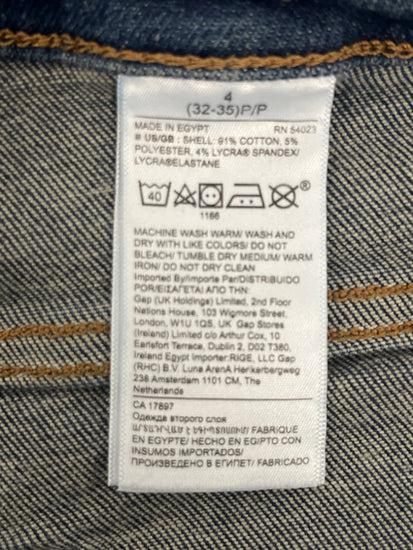 4
(32-35)P/P
MADE IN EGYPT RN 54023
# US/GB : SHELL: 91% COTTON, 5%
POLYESTER, 4% LYCRA® SPANDEX/
LYCRA®ELASTANE
40 ®
1166
MACHINE WASH WARM/ WASH AND
DRY WITH LIKE COLORS/ DO NOT
BLEACH/ TUMBLE DRY MEDIUM/ WARM
IRON/ DO NOT DRY CLEAN
Imported By/Importe Par/DISTRIBUIDO
POR/ΕΙΣΑΓΕΤΑΙ ΑΠΟ ΤΗΝ:
Gap (UK Holdings) Limited, 2nd Floor
Nations House, 103 Wigmore Street,
London, W1U 1QS, UK Gap Stores
(Ireland) Limited c/o Arthur Cox, 10
Earlsfort Terrace, Dublin 2, D02 T380,
Ireland Egypt Importer:RIGE, LLC Gap
(RHC) B.V. Luna ArenA Herikerbergweg
238 Amsterdam 1101 CM, The
Netherlands
CA 17897
Одежда второго слоя
FABRIQUE
EN EGYPTE/ HECHO EN EGIPTO CON
INSUMOS IMPORTADOS/
ПРОИЗВЕДЕНО В ЕГИПЕТ/ FABRICADO